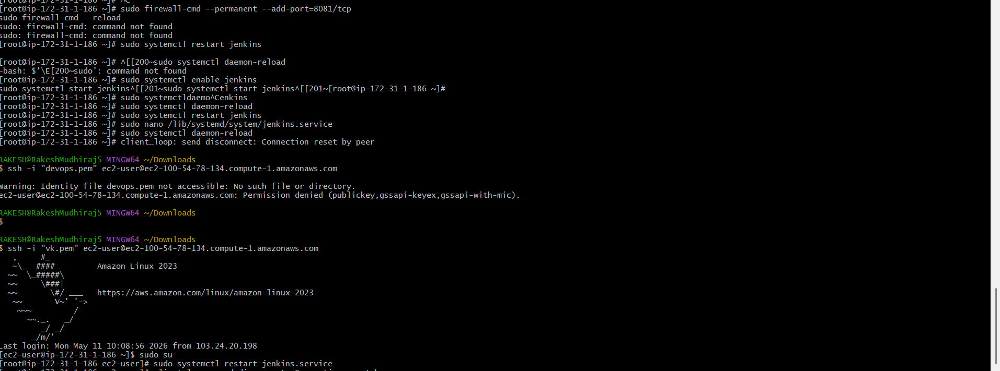 [root@ip-172-31-1-186 ~]# ^C
[root@ip-172-31-1-186 ~]# sudo firewall-cmd --permanent --add-port=8081/tcp
sudo firewall-cmd --reload
sudo: firewall-cmd: command not found
sudo: firewall-cmd: command not found
[root@ip-172-31-1-186 ~]# sudo systemctl restart jenkins
[root@ip-172-31-1-186 ~]# ^[[200~sudo systemctl daemon-reload
-bash: $'\E[200~sudo': command not found
[root@ip-172-31-1-186 ~]# sudo systemctl enable jenkins
sudo systemctl start jenkins^[[201~sudo systemctl start jenkins^[[201~[root@ip-172-31-1-186 ~]#
[root@ip-172-31-1-186 ~]# sudo systemctldaemo^Cenkins
[root@ip-172-31-1-186 ~]# sudo systemctl daemon-reload
[root@ip-172-31-1-186 ~]# sudo systemctl restart jenkins
[root@ip-172-31-1-186 ~]# sudo nano /lib/systemd/system/jenkins.service
[root@ip-172-31-1-186 ~]# sudo systemctl daemon-reload
[root@ip-172-31-1-186 ~]# client_loop: send disconnect: Connection reset by peer
RAKESH@RakeshMudhiraj5 MINGW64 ~/Downloads
$ ssh -i "devops.pem" ec2-user@ec2-100-54-78-134.compute-1.amazonaws.com
Warning: Identity file devops.pem not accessible: No such file or directory.
ec2-user@ec2-100-54-78-134.compute-1.amazonaws.com: Permission denied (publickey,gssapi-keyex,gssapi-with-mic).
RAKESH@RakeshMudhiraj5 MINGW64 ~/Downloads
$
RAKESH@RakeshMudhiraj5 MINGW64 ~/Downloads
$ ssh -i "vk.pem" ec2-user@ec2-100-54-78-134.compute-1.amazonaws.com
   ,     #_
   ~\_  ####_        Amazon Linux 2023
  ~~  \_#####\
  ~~     \###|
  ~~       \#/ ___   https://aws.amazon.com/linux/amazon-linux-2023
   ~~       V~' '->
    ~~~         /
      ~~._.   _/
         _/ _/
       _/m/'
Last login: Mon May 11 10:08:56 2026 from 103.24.20.198
[ec2-user@ip-172-31-1-186 ~]$ sudo su
[root@ip-172-31-1-186 ec2-user]# sudo systemctl restart jenkins.service